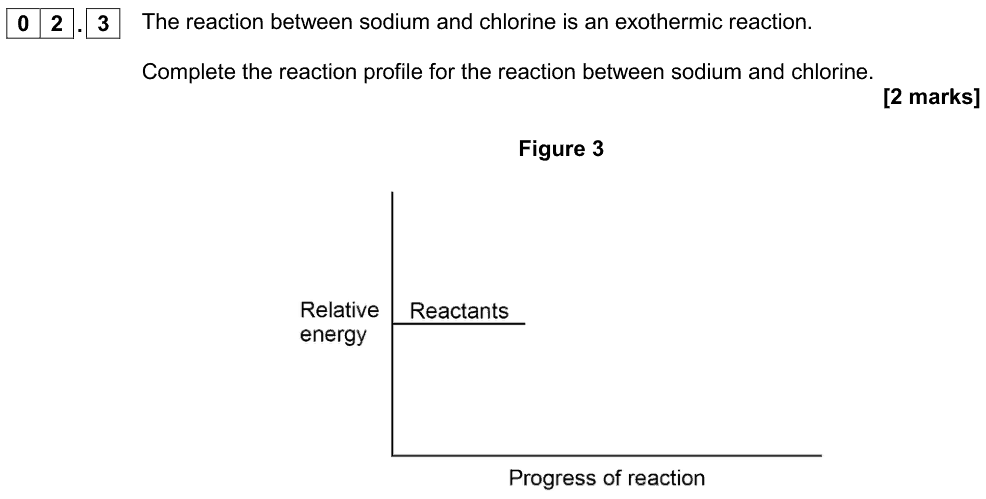 0 2 . 3 The reaction between sodium and chlorine is an exothermic reaction.
Complete the reaction profile for the reaction between sodium and chlorine.
[2 marks]
Figure 3
Relative
energy
Reactants
Progress of reaction